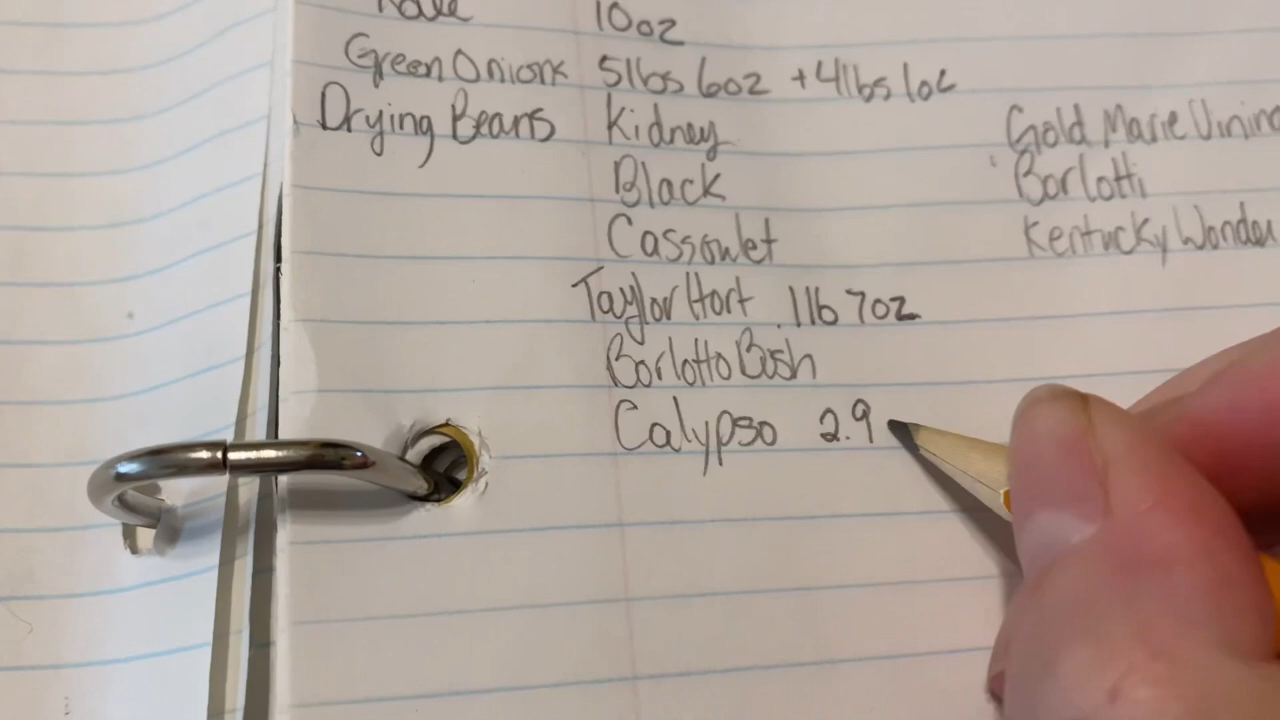 10oz
Green Onions 5lbs 6oz +4lbs 1oz
Drying Beans Kidney Gold Marie Vining
Black Borlotti
Cassoulet Kentucky Wonder
Taylor Hort. 1lb 7oz
Borlotto Bush
Calypso 2.9